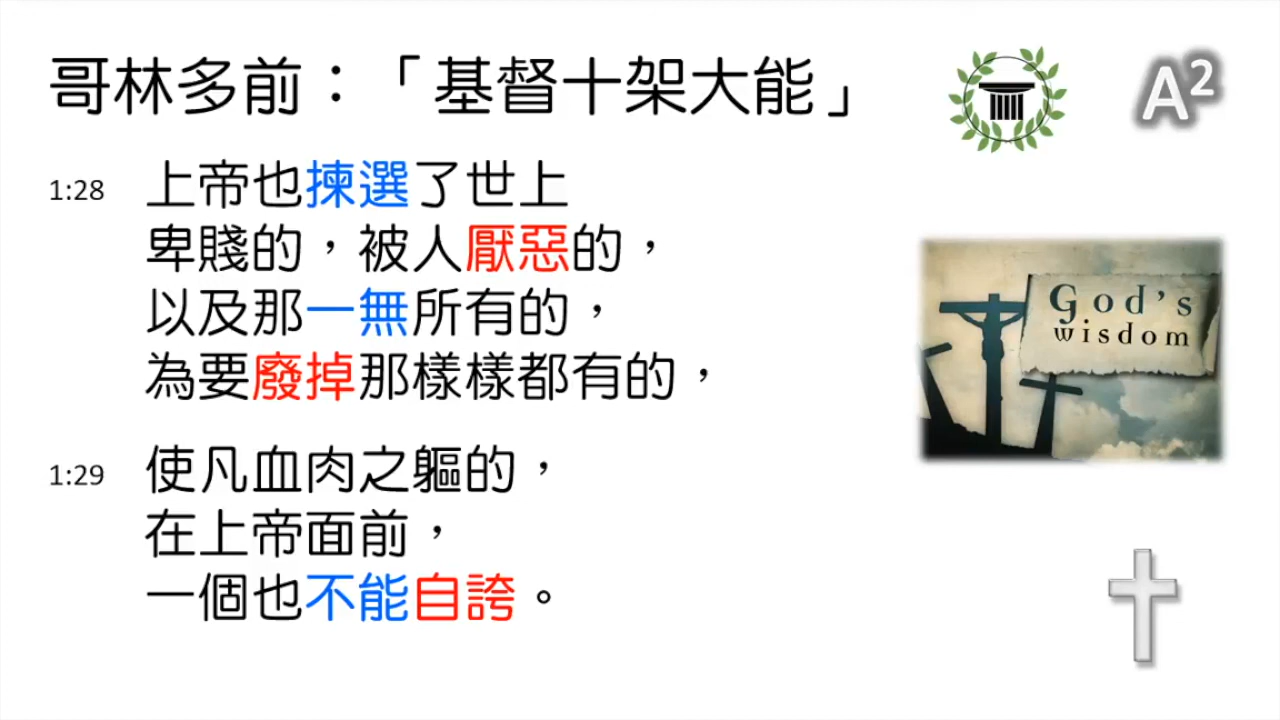 哥林多前：「基督十架大能」
A²
1:28 上帝也揀選了世上
卑賤的，被人厭惡的，
以及那一無所有的，
為要廢掉那樣樣都有的，
God's
wisdom
1:29 使凡血肉之軀的，
在上帝面前，
一個也不能自誇。